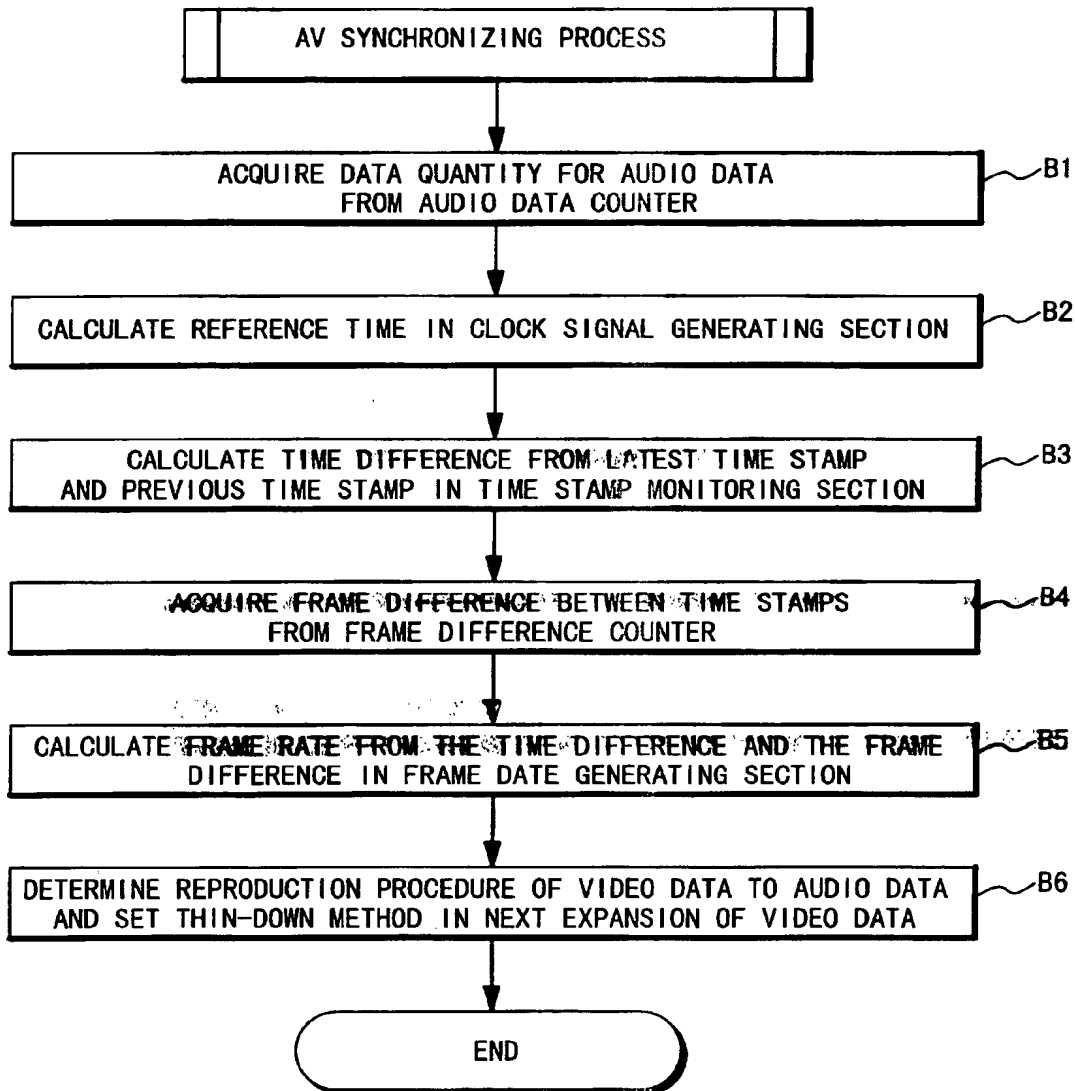 AV SYNCHRONIZING PROCESS
ACQUIRE DATA QUANTITY FOR AUDIO DATA
FROM AUDIO DATA COUNTER
B1
CALCULATE REFERENCE TIME IN CLOCK SIGNAL GENERATING SECTION
B2
CALCULATE TIME DIFFERENCE FROM LATEST TIME STAMP
AND PREVIOUS TIME STAMP IN TIME STAMP MONITORING SECTION
B3
ACQUIRE FRAME DIFFERENCE BETWEEN TIME STAMPS
FROM FRAME DIFFERENCE COUNTER
B4
CALCULATE FRAME RATE FROM THE TIME DIFFERENCE AND THE FRAME
DIFFERENCE IN FRAME DATE GENERATING SECTION
B5
DETERMINE REPRODUCTION PROCEDURE OF VIDEO DATA TO AUDIO DATA
AND SET THIN-DOWN METHOD IN NEXT EXPANSION OF VIDEO DATA
B6
END